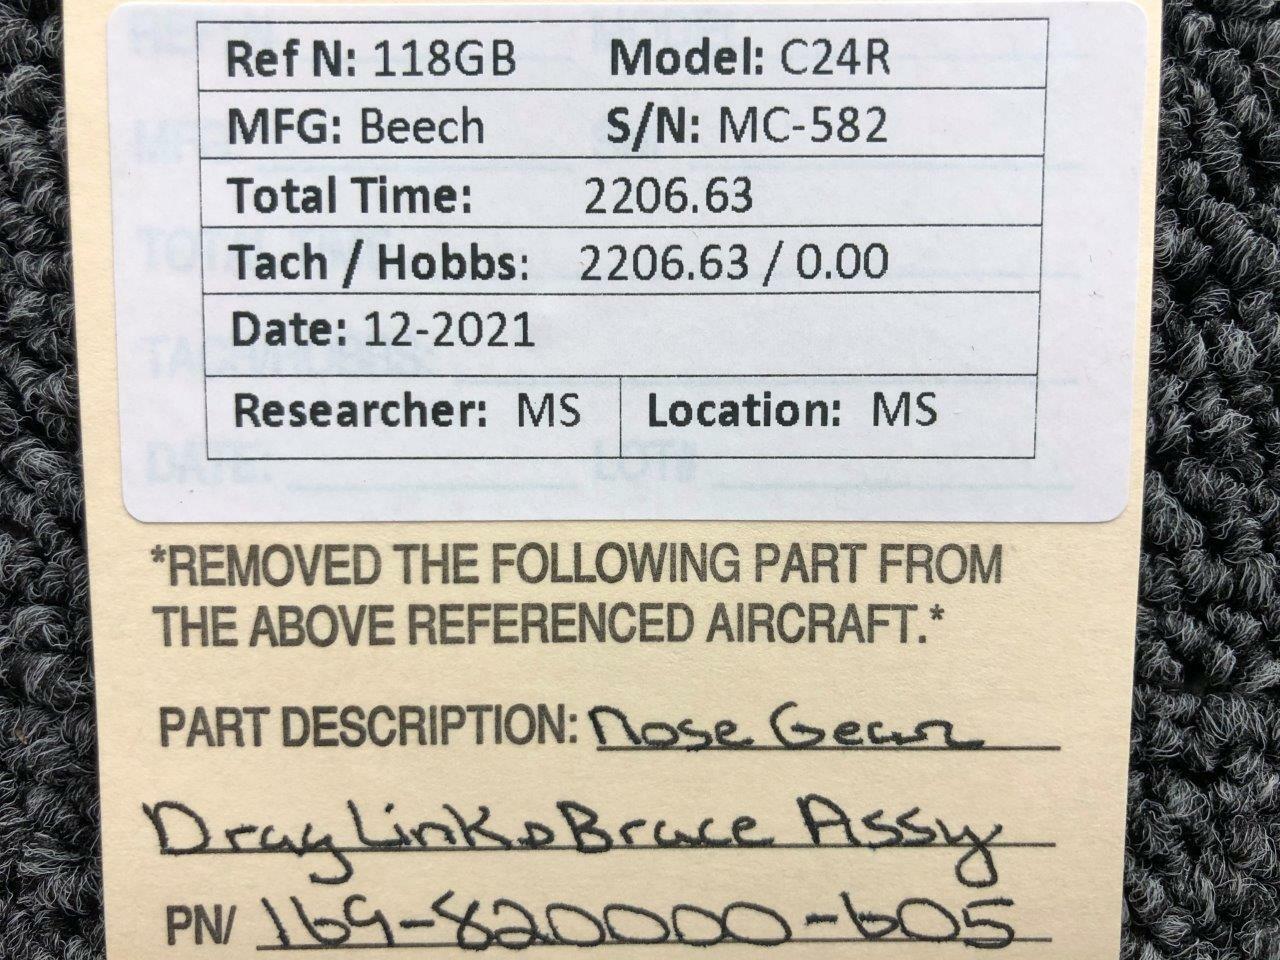 Ref N: 118GB Model: C24R
MFG: Beech S/N: MC-582
Total Time: 2206.63
Tach / Hobbs: 2206.63 / 0.00
Date: 12-2021
Researcher: MS Location: MS
*REMOVED THE FOLLOWING PART FROM
THE ABOVE REFERENCED AIRCRAFT.*
PART DESCRIPTION: Nose Gear
Drag Link & Brace Assy
PN/ 169-820000-605